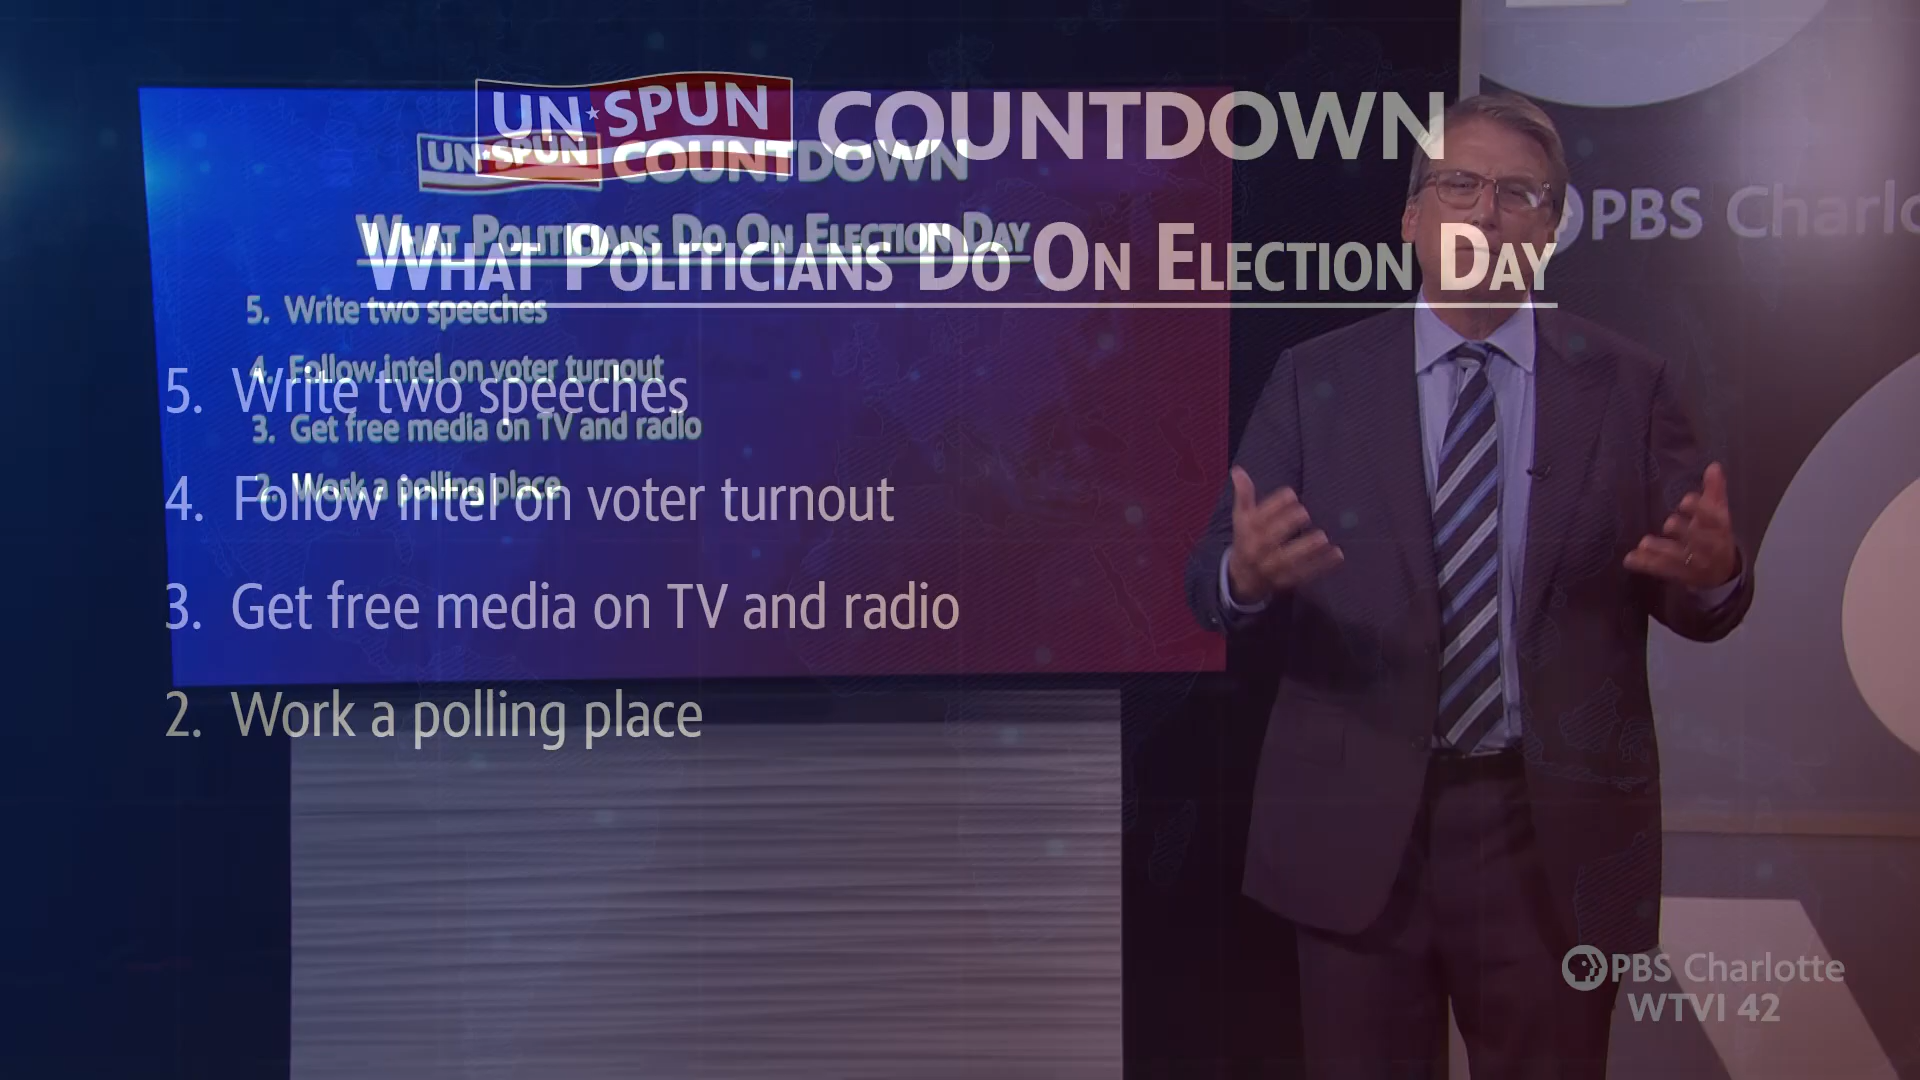 UN★SPUN COUNTDOWN
WHAT POLITICIANS DO ON ELECTION DAY
5. Write two speeches
4. Follow intel on voter turnout
3. Get free media on TV and radio
2. Work a polling place
UN★SPUN COUNTDOWN
WHAT POLITICIANS DO ON ELECTION DAY
5. Write two speeches
4. Follow intel on voter turnout
3. Get free media on TV and radio
2. Work a polling place
PBS Charlo
PBS Charlotte
WTVI 42